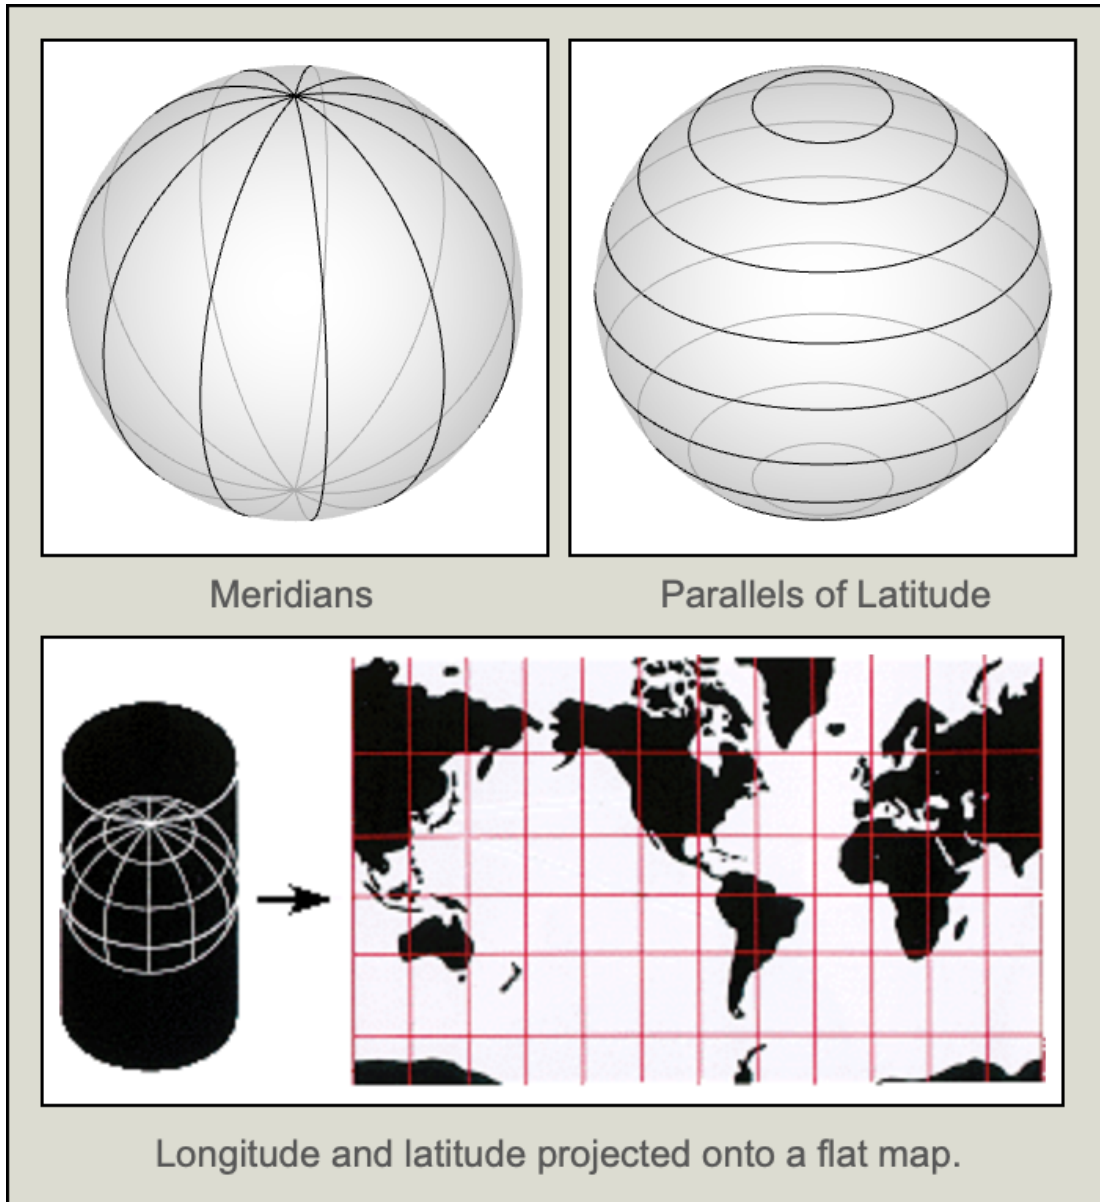 Meridians
Parallels of Latitude
Longitude and latitude projected onto a flat map.